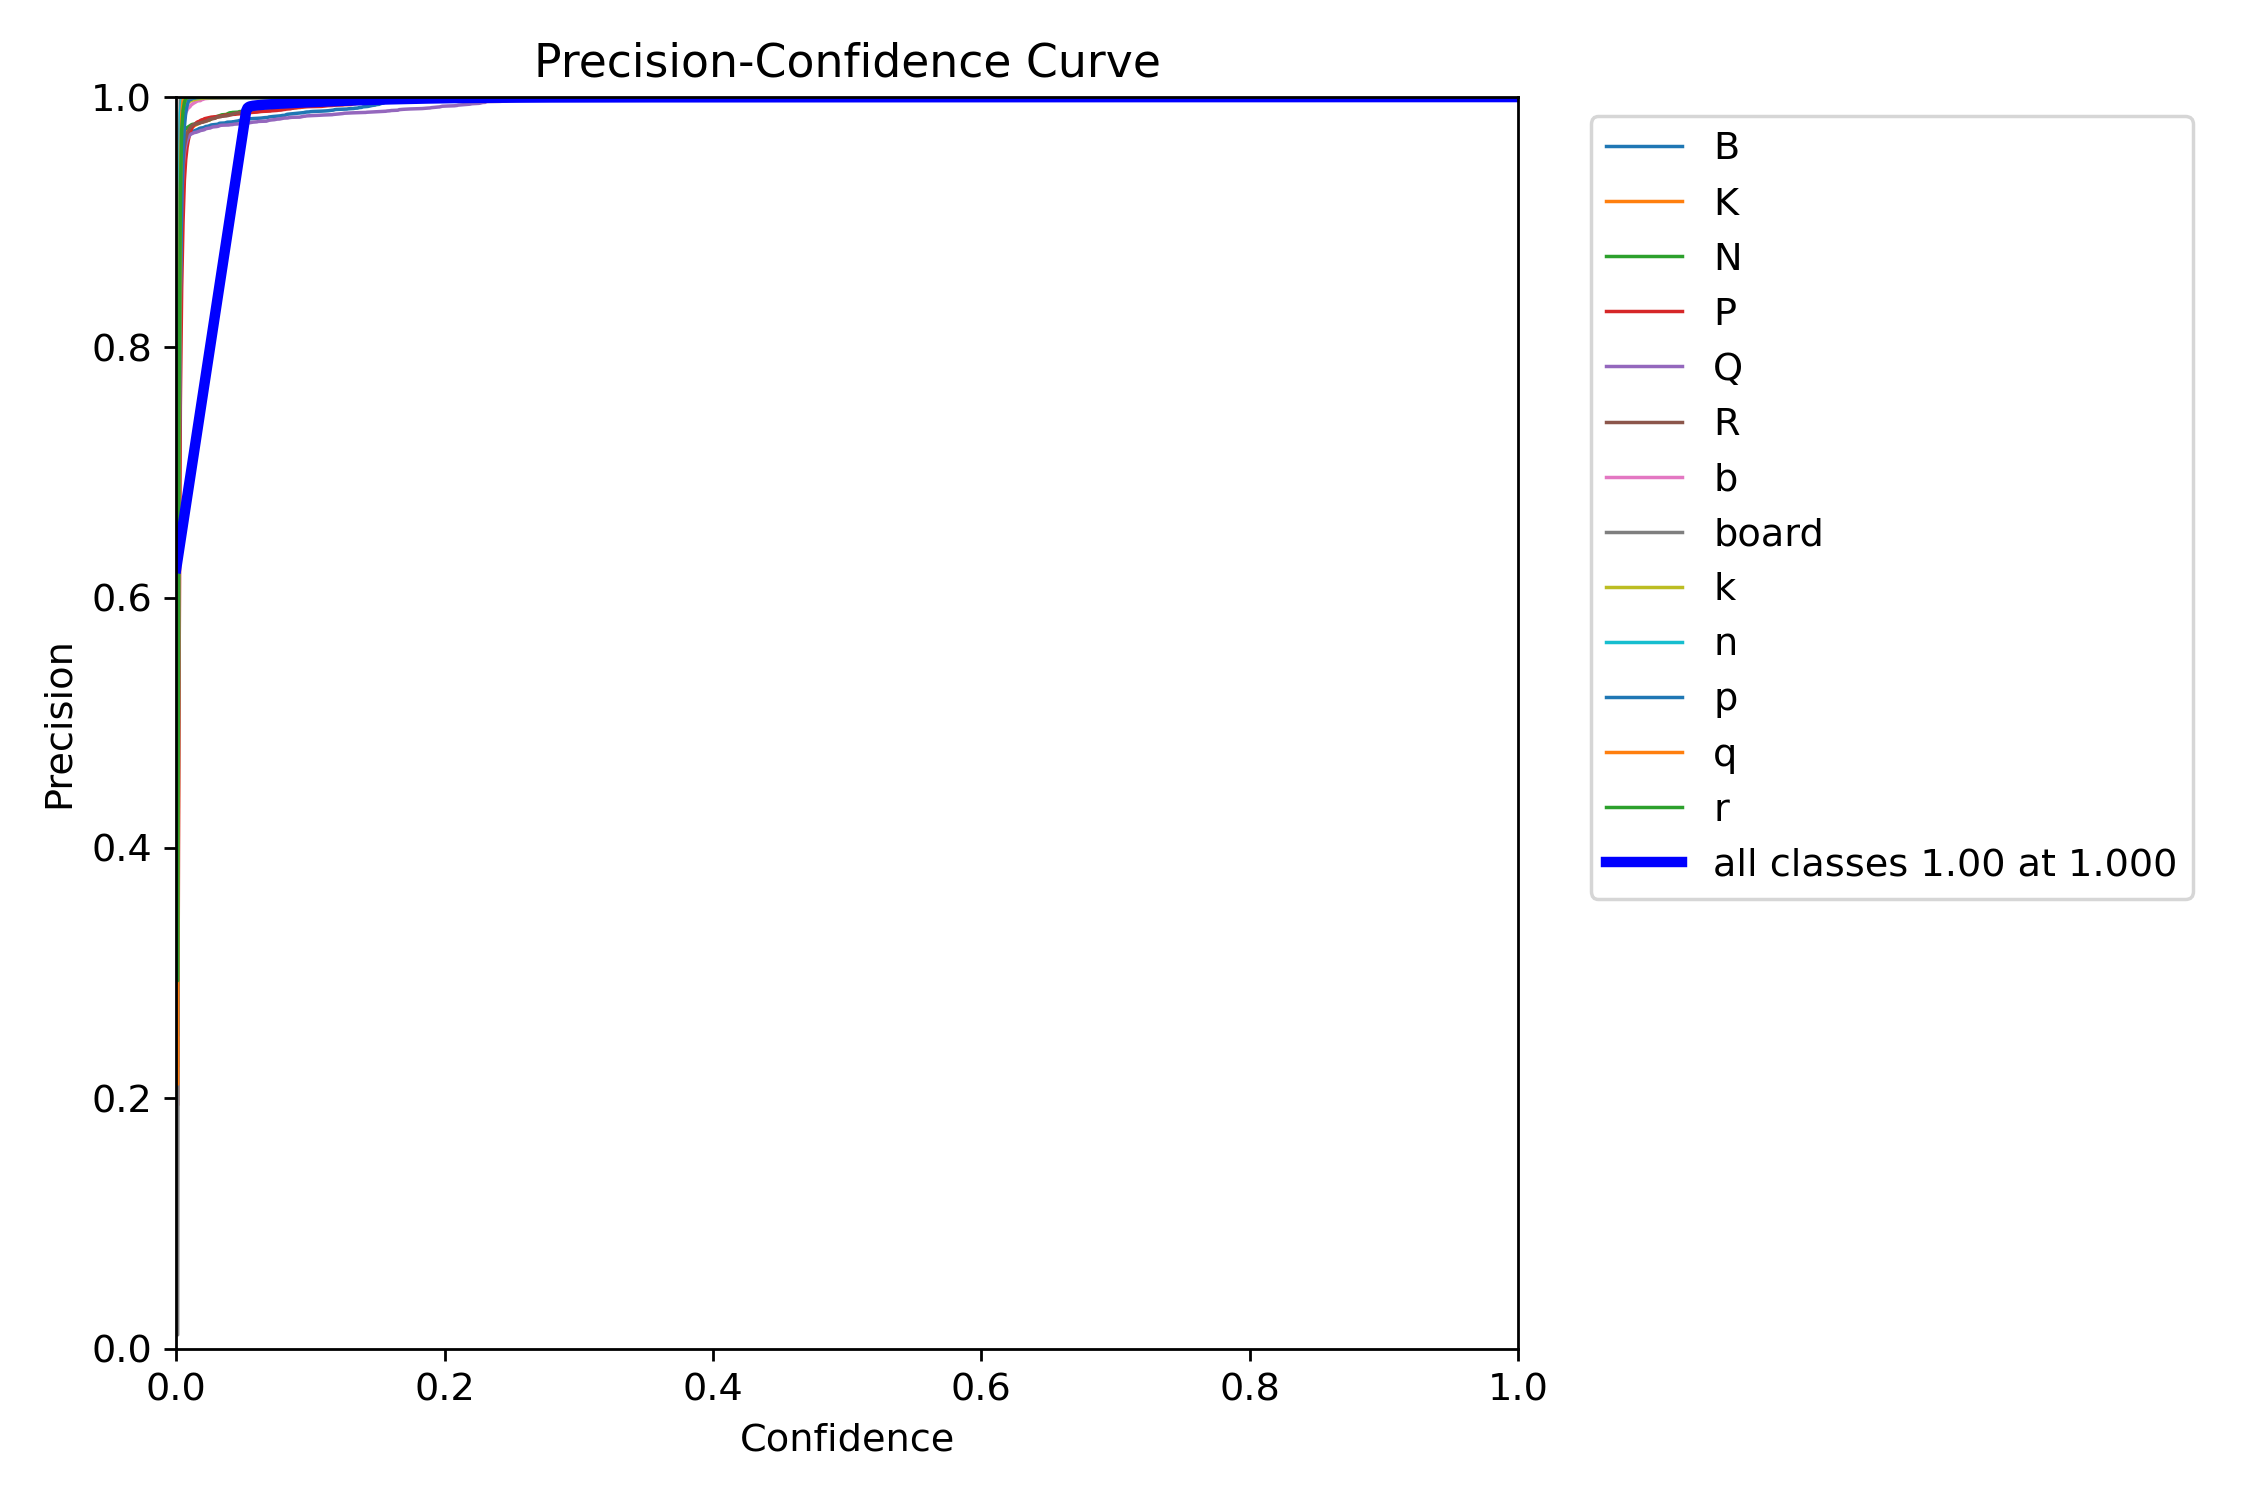 Precision-Confidence Curve
1.0
0.8
0.6
0.4
0.2
0.0
Precision
0.0 0.2 0.4 0.6 0.8 1.0
Confidence
B
K
N
P
Q
R
b
board
k
n
p
q
r
all classes 1.00 at 1.000